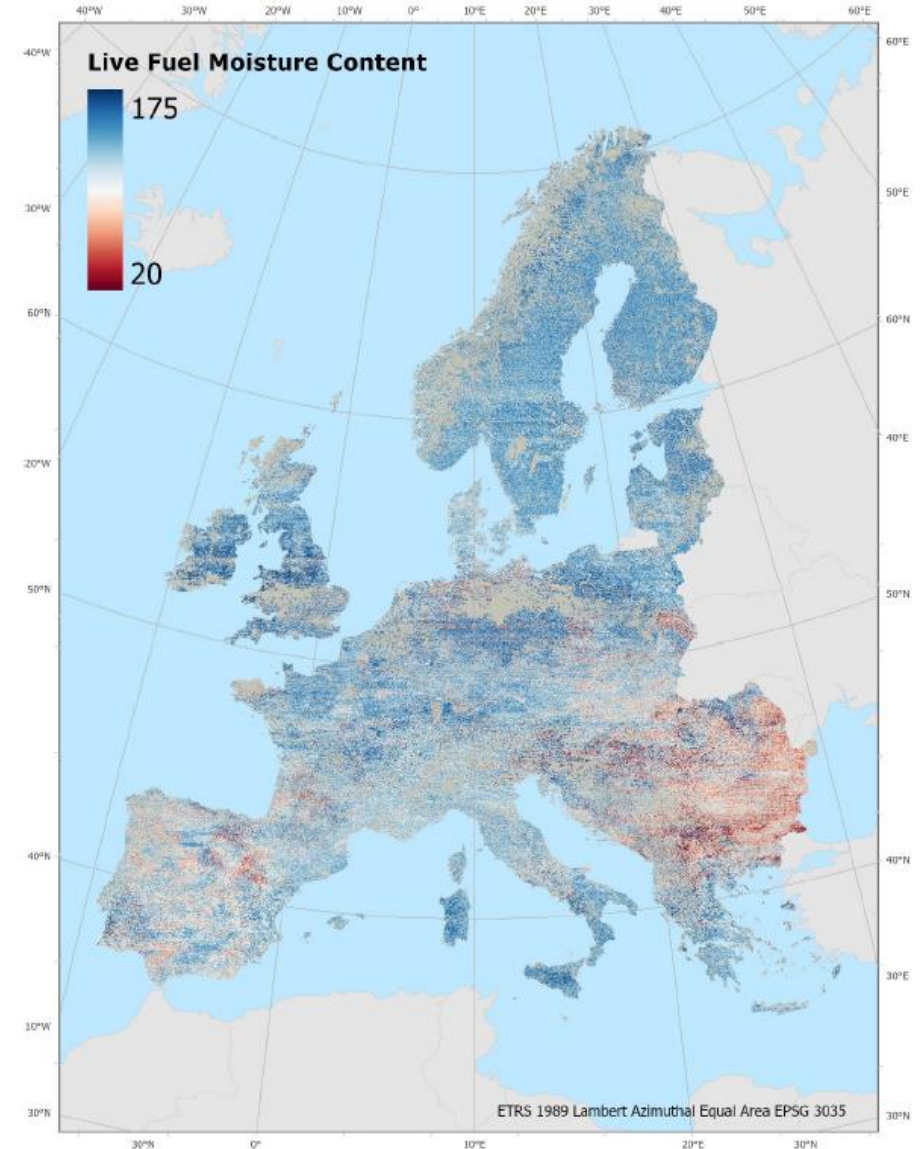 40°W 30°W 20°W 10°W 0° 10°E 20°E 30°E 40°E 50°E 60°E
40°W
60°E
Live Fuel Moisture Content
175
20
30°W
50°E
60°N
60°N
20°W
40°E
50°N
50°N
40°N
40°N
30°E
10°W
30°N
30°N
ETRS 1989 Lambert Azimuthal Equal Area EPSG 3035
30°N 0° 10°E 20°E 30°N